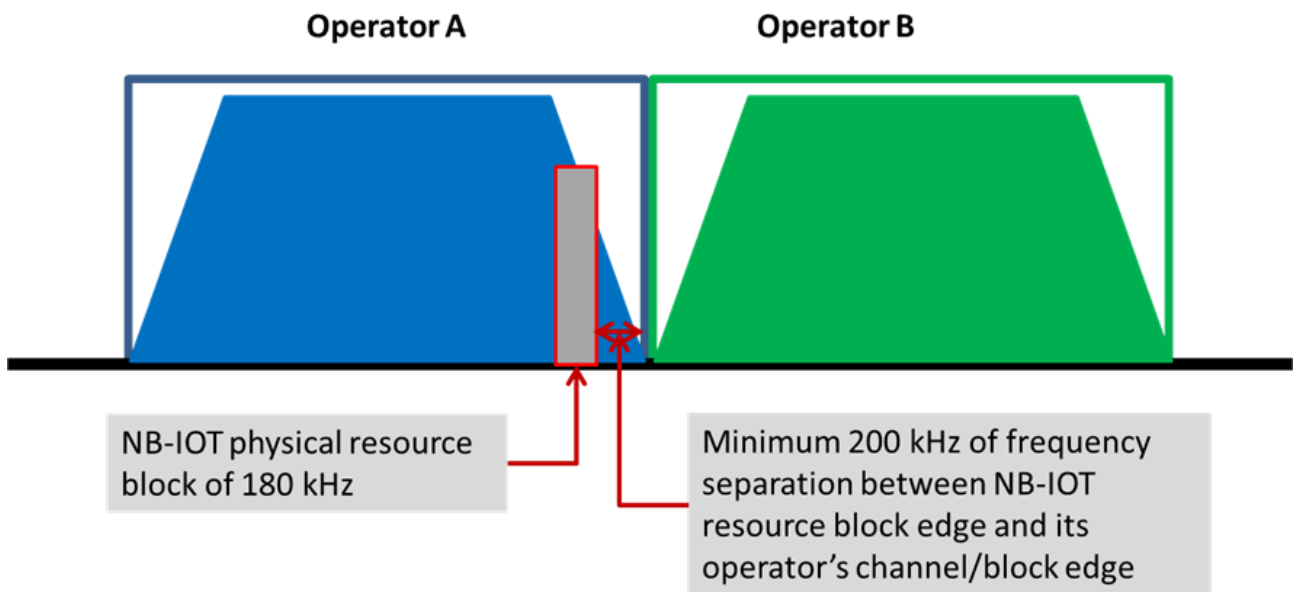 Operator A
Operator B
NB-IOT physical resource
block of 180 kHz
Minimum 200 kHz of frequency
separation between NB-IOT
resource block edge and its
operator's channel/block edge